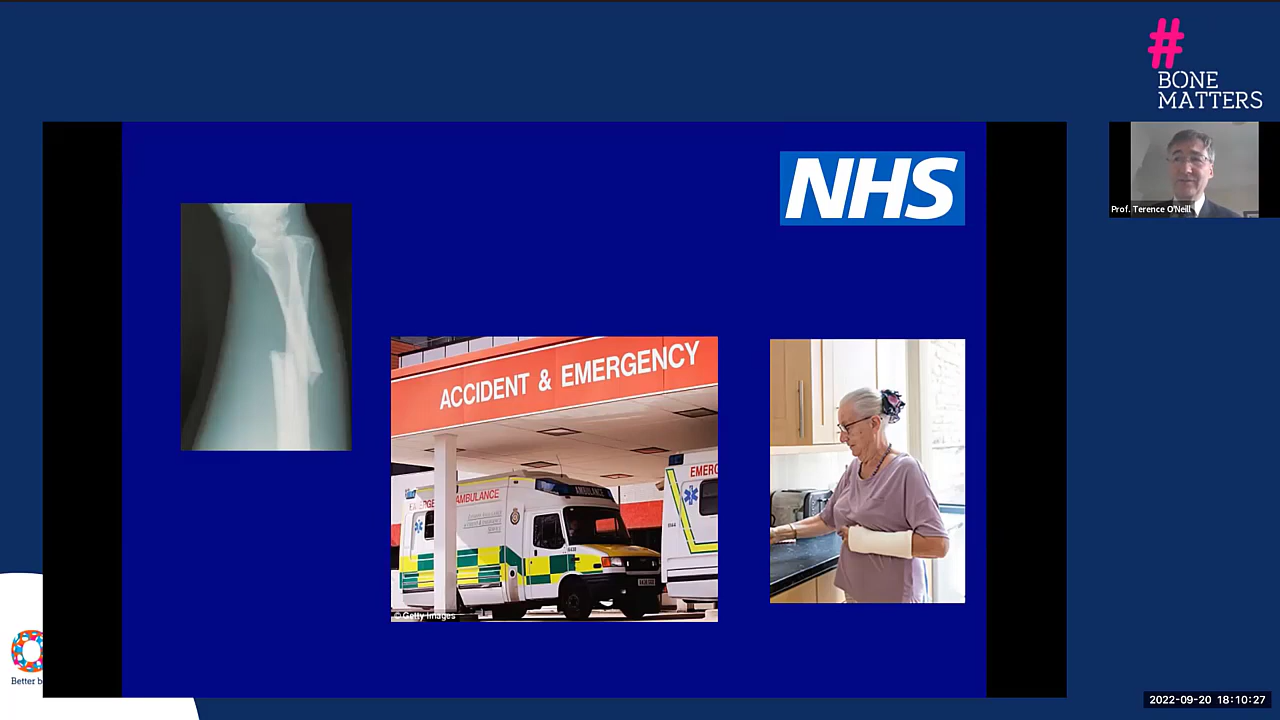 #
BONE
MATTERS
NHS
Prof. Terence O'Neill
ACCIDENT & EMERGENCY
AMBULANCE
EMERG
AMBULANCE
© Getty Images
Better b
2022-09-20 18:10:27